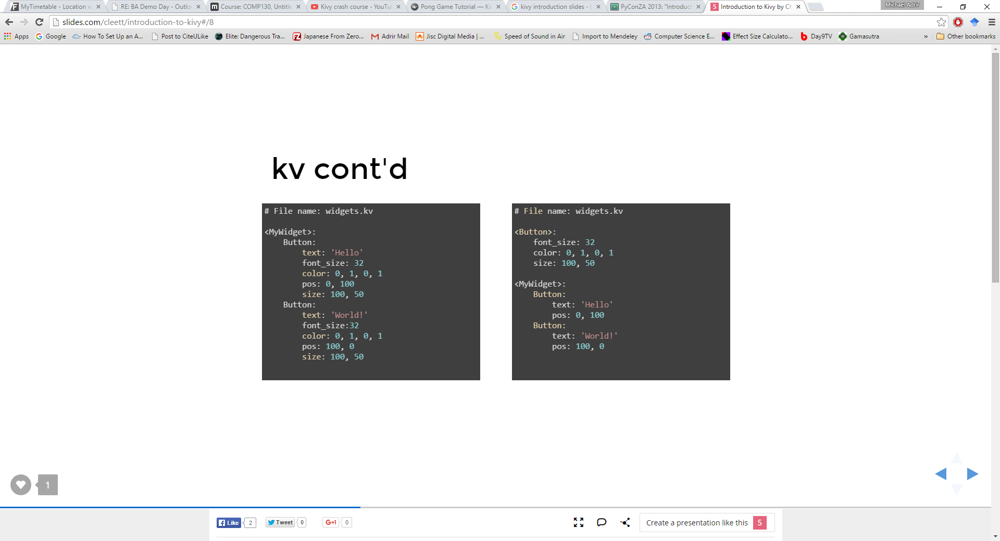 MyTimetable - Location v
RE: BA Demo Day - Outlo
Course: COMP130, Untitle
Kivy crash course - YouTu
Pong Game Tutorial — Ki
kivy introduction slides -
PyConZA 2013: "Introduct
Introduction to Kivy by Ch
Michael Adrir
slides.com/cleett/introduction-to-kivy#/8
Apps
Google
How To Set Up an A...
Post to CiteULike
Elite: Dangerous Tra...
Japanese From Zero...
Adrir Mail
Jisc Digital Media | ...
Speed of Sound in Air
Import to Mendeley
Computer Science E...
Effect Size Calculato...
Day9TV
Gamasutra
»
Other bookmarks
kv cont'd
# File name: widgets.kv
<MyWidget>:
Button:
text: 'Hello'
font_size: 32
color: 0, 1, 0, 1
pos: 0, 100
size: 100, 50
Button:
text: 'World!'
font_size:32
color: 0, 1, 0, 1
pos: 100, 0
size: 100, 50
# File name: widgets.kv
<Button>:
font_size: 32
color: 0, 1, 0, 1
size: 100, 50
<MyWidget>:
Button:
text: 'Hello'
pos: 0, 100
Button:
text: 'World!'
pos: 100, 0
1
Like 2
Tweet 0
G+1 0
Create a presentation like this S